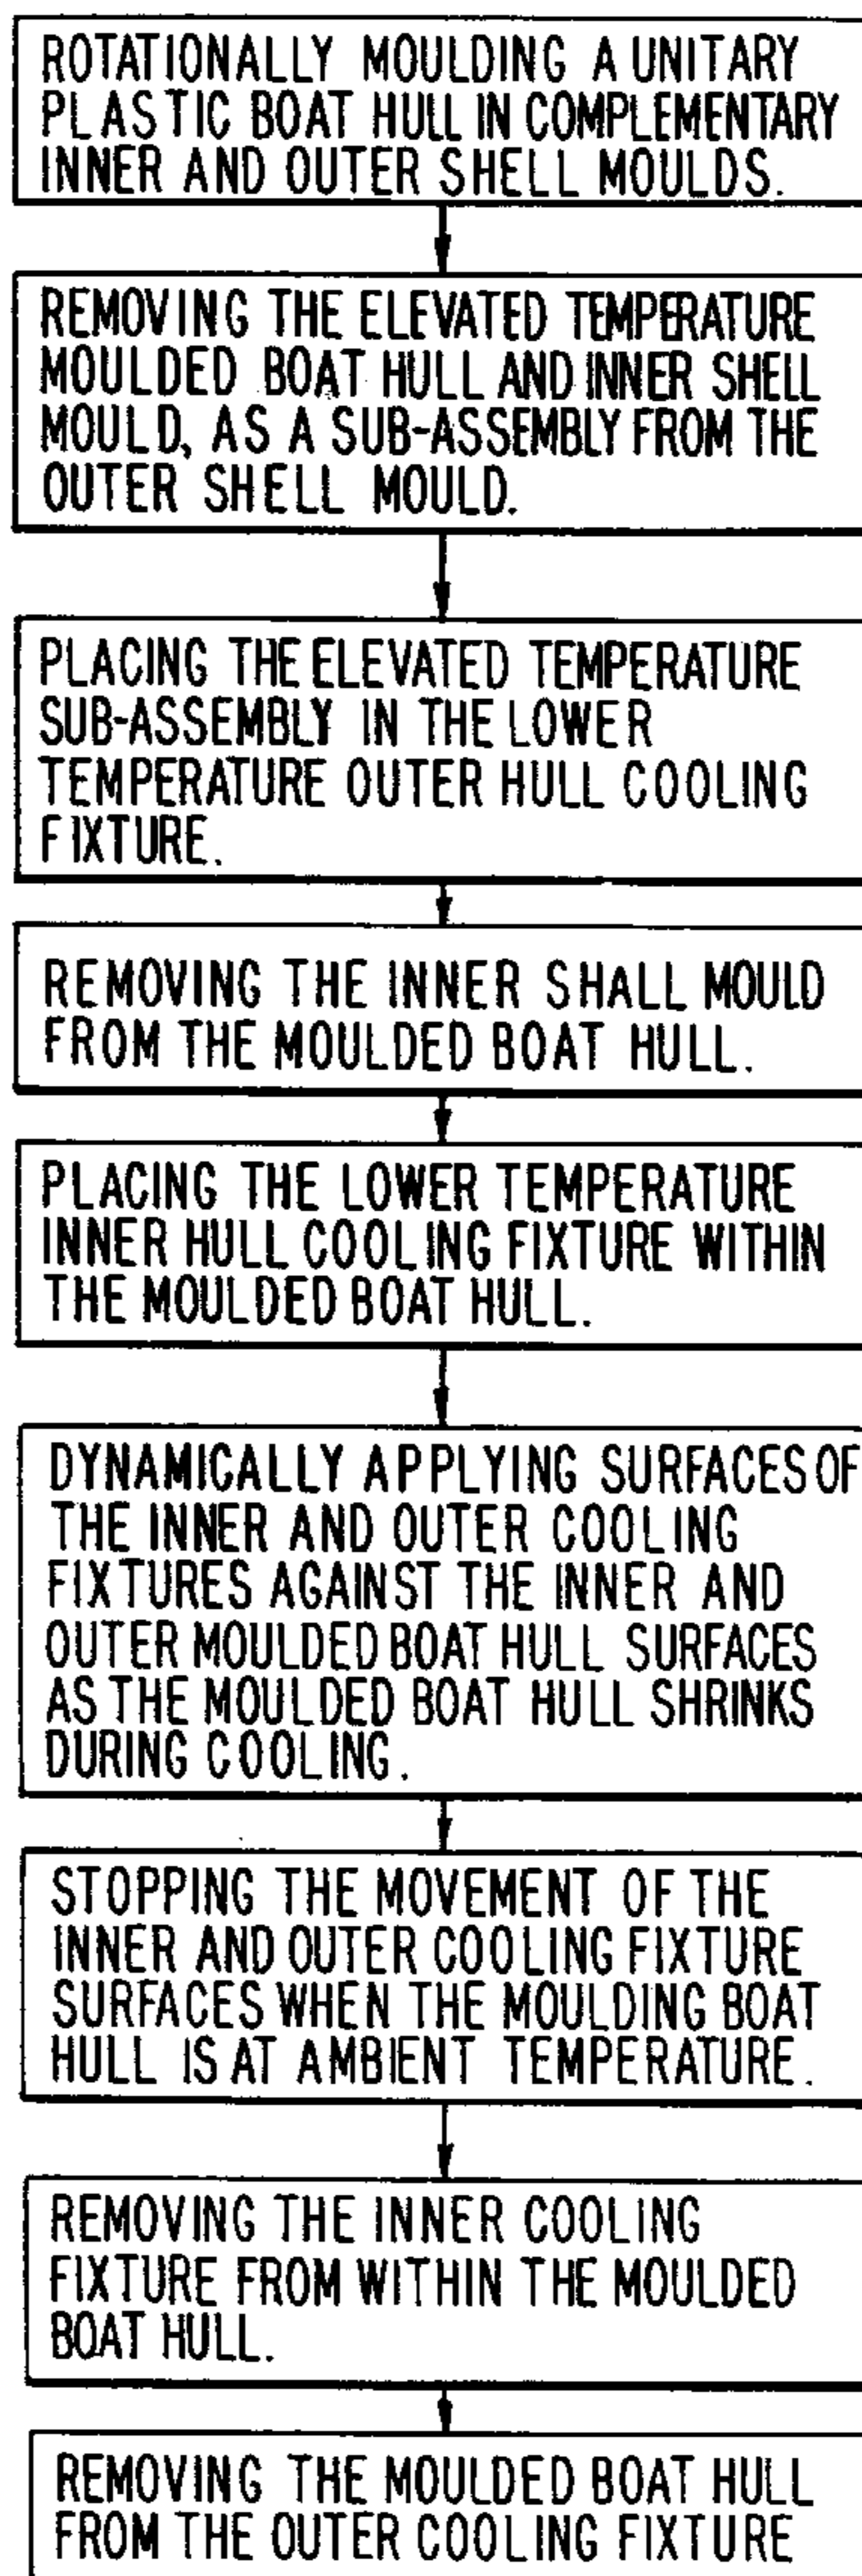 ROTATIONALLY MOULDING A UNITARY
PLASTIC BOAT HULL IN COMPLEMENTARY
INNER AND OUTER SHELL MOULDS.
REMOVING THE ELEVATED TEMPERATURE
MOULDED BOAT HULL AND INNER SHELL
MOULD, AS A SUB-ASSEMBLY FROM THE
OUTER SHELL MOULD.
PLACING THE ELEVATED TEMPERATURE
SUB-ASSEMBLY IN THE LOWER
TEMPERATURE OUTER HULL COOLING
FIXTURE.
REMOVING THE INNER SHALL MOULD
FROM THE MOULDED BOAT HULL.
PLACING THE LOWER TEMPERATURE
INNER HULL COOLING FIXTURE WITHIN
THE MOULDED BOAT HULL.
DYNAMICALLY APPLYING SURFACES OF
THE INNER AND OUTER COOLING
FIXTURES AGAINST THE INNER AND
OUTER MOULDED BOAT HULL SURFACES
AS THE MOULDED BOAT HULL SHRINKS
DURING COOLING.
STOPPING THE MOVEMENT OF THE
INNER AND OUTER COOLING FIXTURE
SURFACES WHEN THE MOULDING BOAT
HULL IS AT AMBIENT TEMPERATURE.
REMOVING THE INNER COOLING
FIXTURE FROM WITHIN THE MOULDED
BOAT HULL.
REMOVING THE MOULDED BOAT HULL
FROM THE OUTER COOLING FIXTURE